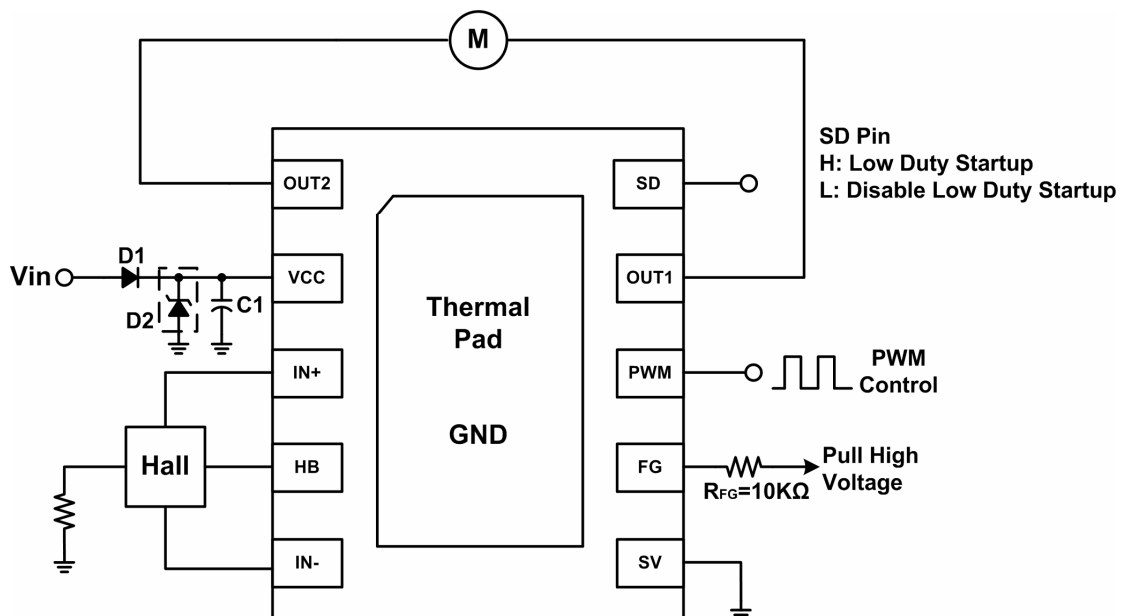 M
SD Pin
H: Low Duty Startup
L: Disable Low Duty Startup
OUT2
SD
D1
Vin
VCC
OUT1
D2
C1
Thermal
Pad
IN+
PWM
PWM
Control
GND
Hall
HB
FG
Pull High
Voltage
RFG=10KΩ
IN-
SV